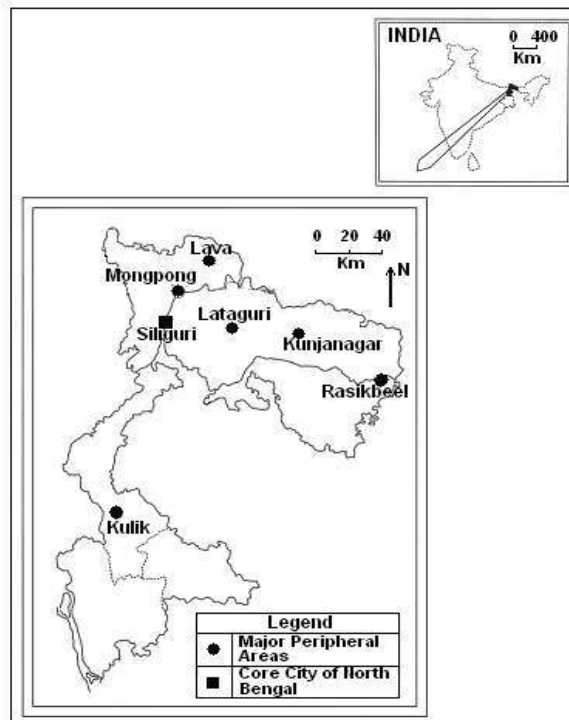 INDIA
0 400
Km
Lava
Mongpong
0 20 40
Km
N
Lataguri
Siliguri
Kunjanagar
Rasikbeel
Kulik
Legend
Major Peripheral
Areas
Core City of North
Bengal